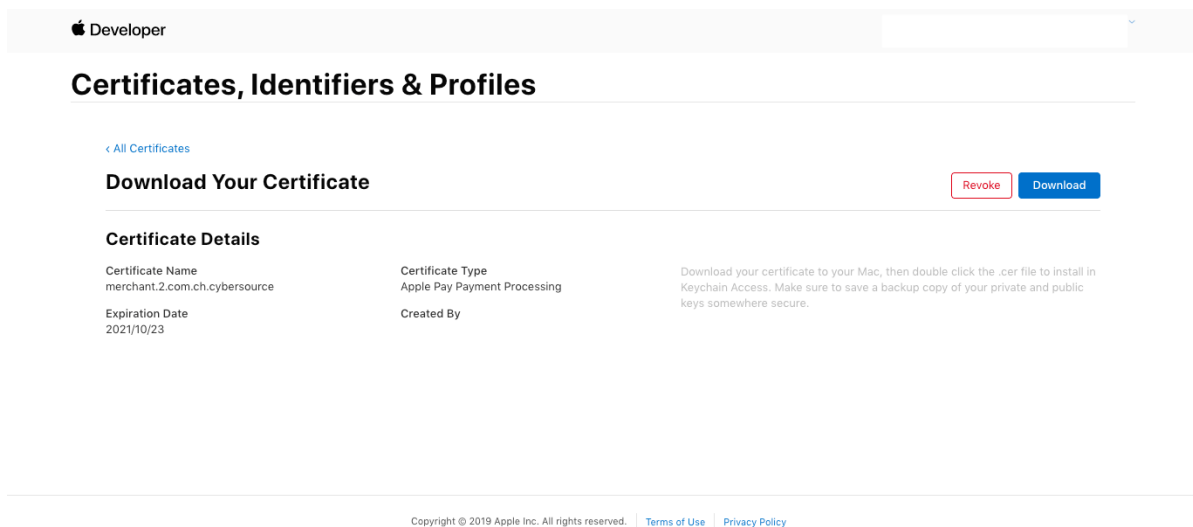 Developer
Certificates, Identifiers & Profiles
‹ All Certificates
Download Your Certificate
Revoke
Download
Certificate Details
Certificate Name
merchant.2.com.ch.cybersource
Certificate Type
Apple Pay Payment Processing
Download your certificate to your Mac, then double click the .cer file to install in
Keychain Access. Make sure to save a backup copy of your private and public
keys somewhere secure.
Expiration Date
2021/10/23
Created By
Copyright © 2019 Apple Inc. All rights reserved. | Terms of Use | Privacy Policy